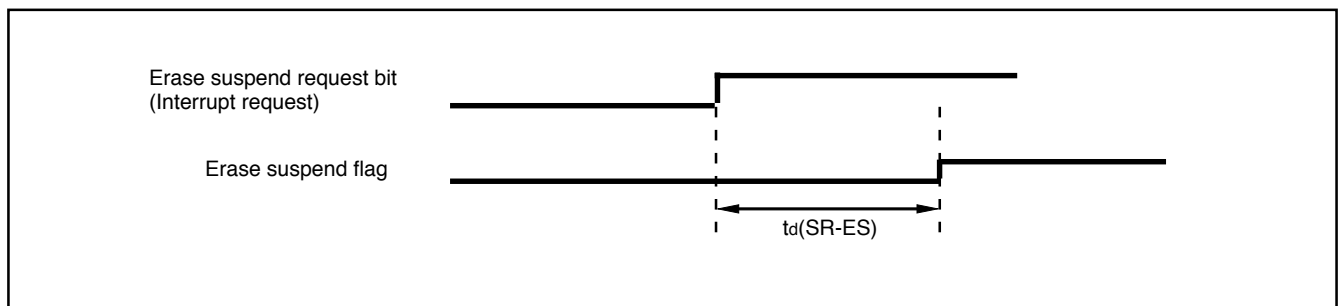 Erase suspend request bit
(Interrupt request)
Erase suspend flag
td(SR-ES)